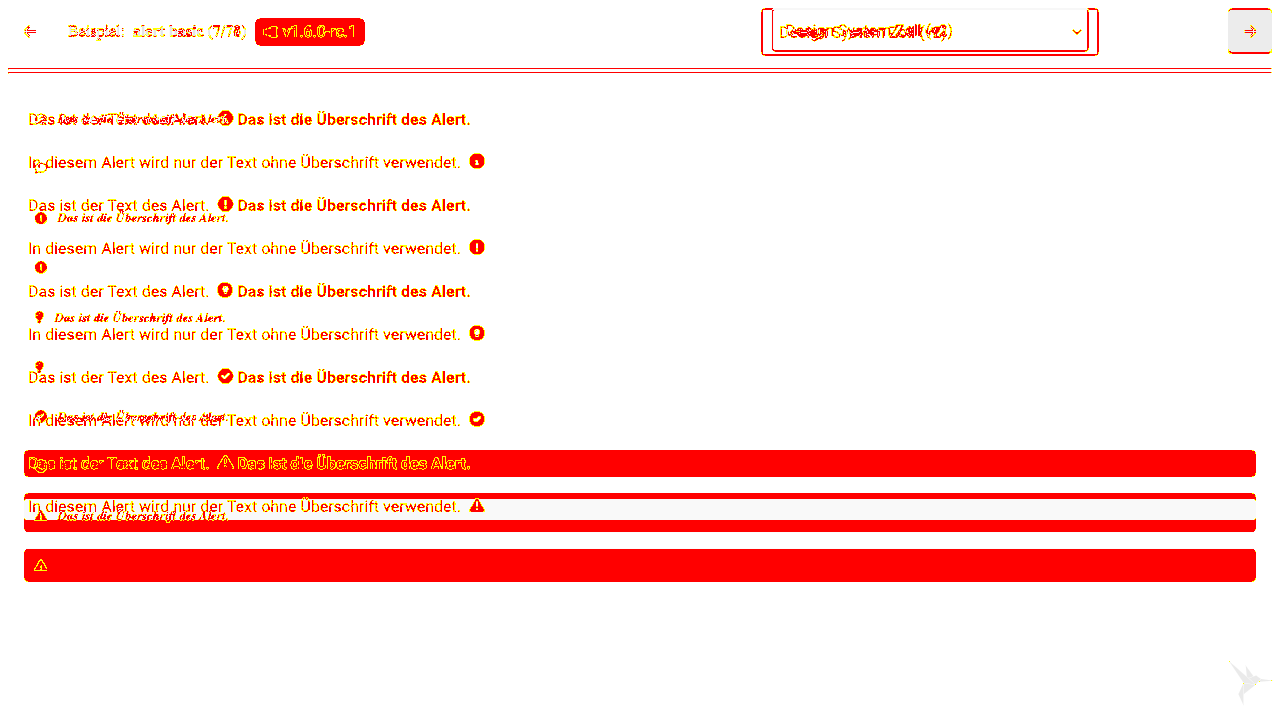 Beispiel: alert basic (7/78) v1.6.0-rc.1 Design System Zoll (v2)
Das ist der Text des Alert. Das Ist die Überschrift des Alert.
In diesem Alert wird nur der Text ohne Überschrift verwendet.
Das ist der Text des Alert. Das Ist die Überschrift des Alert.
Das ist die Überschrift des Alert.
In diesem Alert wird nur der Text ohne Überschrift verwendet.
Das ist der Text des Alert. Das Ist die Überschrift des Alert.
Das ist die Überschrift des Alert.
In diesem Alert wird nur der Text ohne Überschrift verwendet.
Das ist der Text des Alert. Das Ist die Überschrift des Alert.
In diesem Alert wird nur der Text ohne Überschrift verwendet.
Das ist die Überschrift des Alert.
Das ist der Text des Alert. Das Ist die Überschrift des Alert.
In diesem Alert wird nur der Text ohne Überschrift verwendet.
Das ist die Überschrift des Alert.